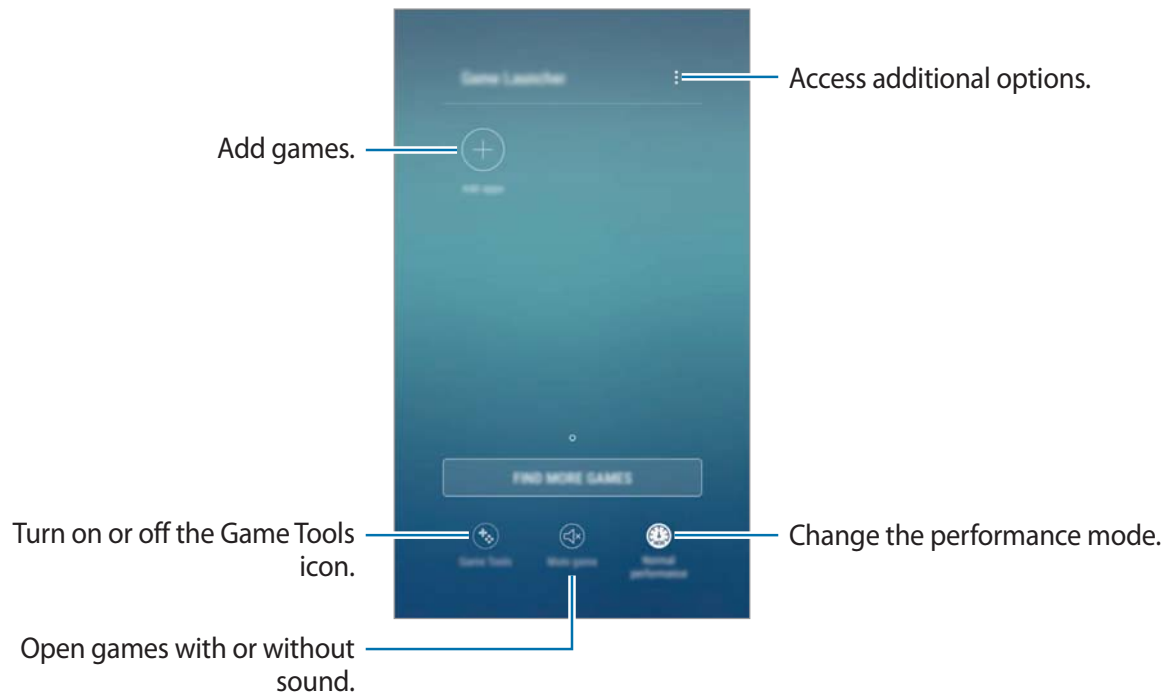 Game Launcher
Access additional options.
Add games.
Add apps
FIND MORE GAMES
Turn on or off the Game Tools
icon.
Game Tools
Mute game
Normal
performance
Change the performance mode.
Open games with or without
sound.